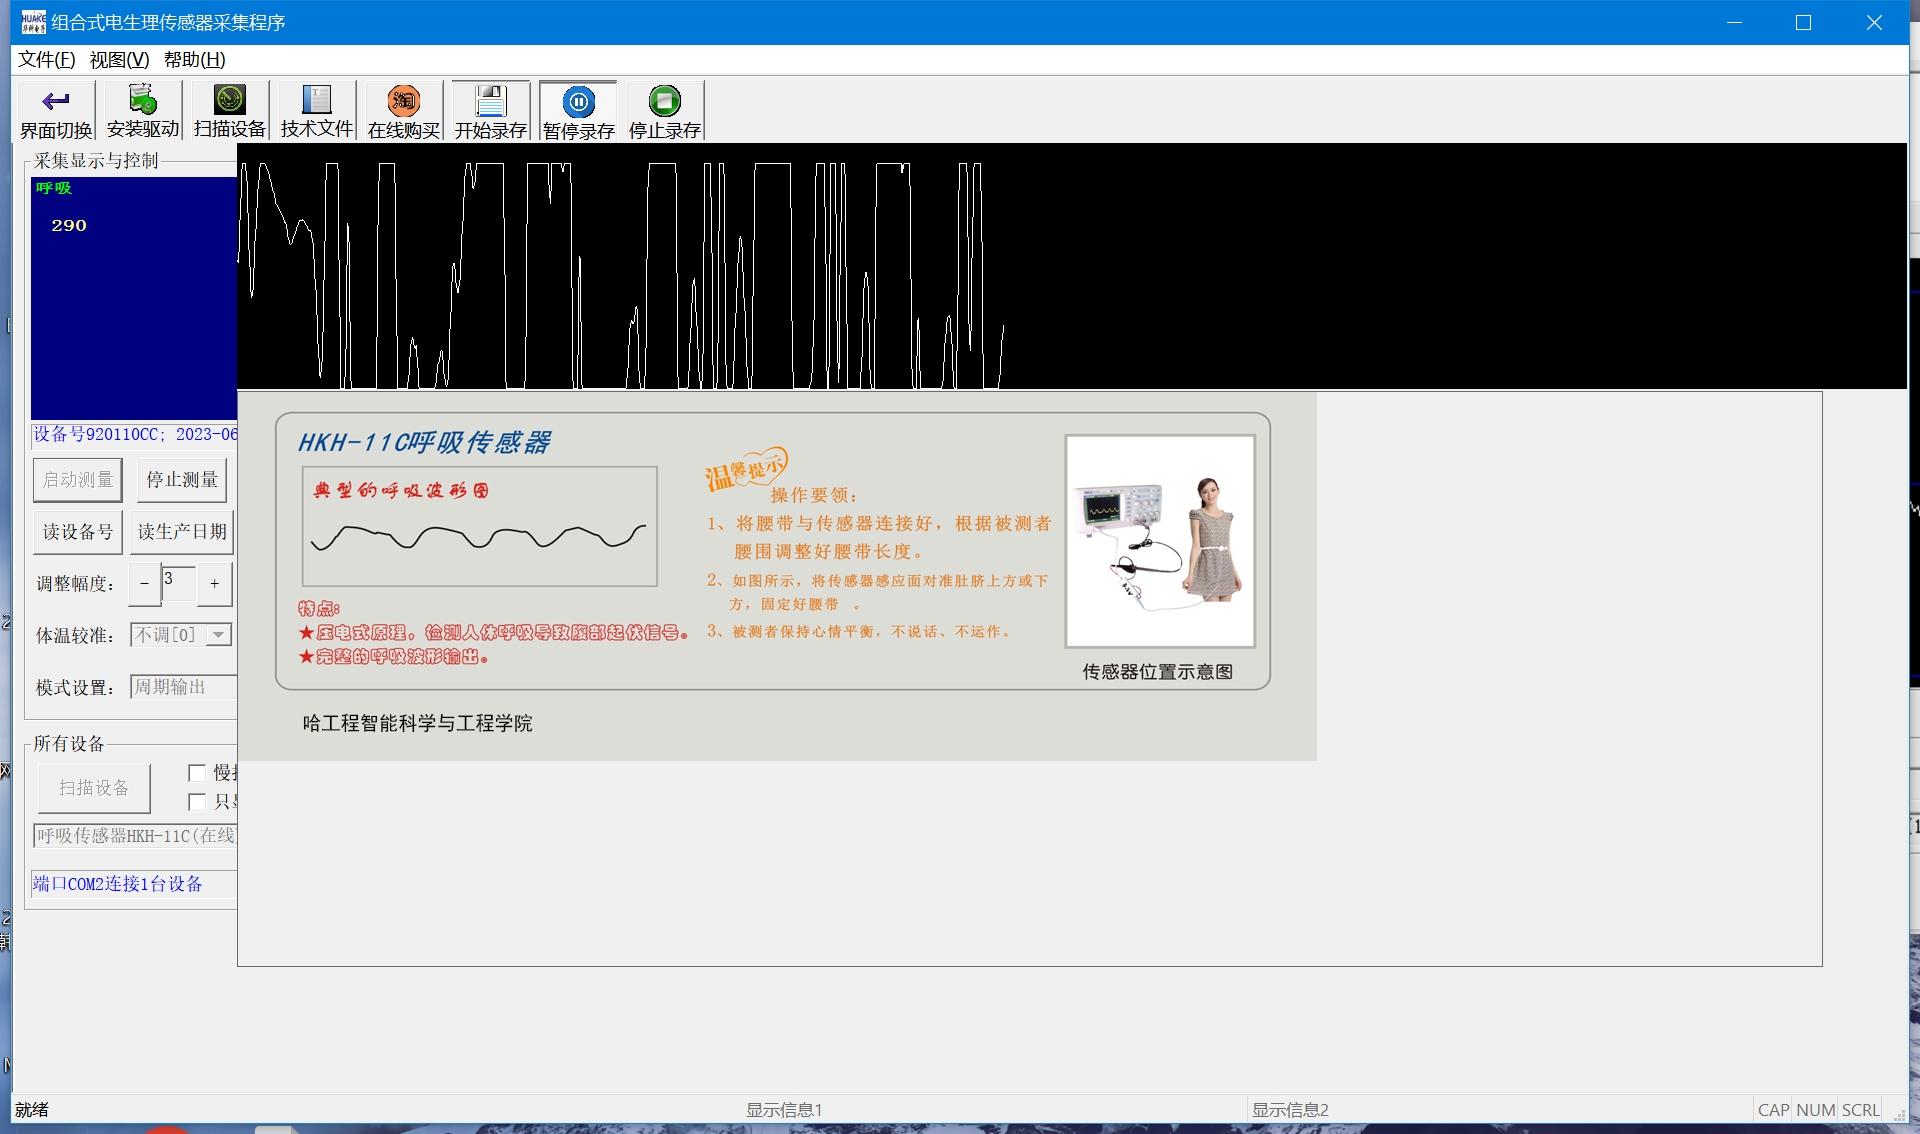 HUAKE
组合式电生理传感器采集程序
文件(F) 视图(V) 帮助(H)
界面切换 安装驱动 扫描设备 技术文件 在线购买 开始录存 暂停录存 停止录存
采集显示与控制
呼吸
290
设备号920110CC; 2023-06
启动测量 停止测量
读设备号 读生产日期
调整幅度: - 3 +
体温较准: 不调[0]
模式设置: 周期输出
所有设备
扫描设备
慢扫
只显
呼吸传感器HKH-11C(在线)
端口COM2连接1台设备
HKH-11C呼吸传感器
典型的呼吸波形图
特点:
★压电式原理，检测人体呼吸导致腹部起伏信号。
★完整的呼吸波形输出。
温馨提示
操作要领：
1、将腰带与传感器连接好，根据被测者
腰围调整好腰带长度。
2、如图所示，将传感器感应面对准肚脐上方或下
方，固定好腰带 。
3、被测者保持心情平衡，不说话、不运作。
传感器位置示意图
哈工程智能科学与工程学院
就绪
显示信息1
显示信息2
CAP NUM SCRL